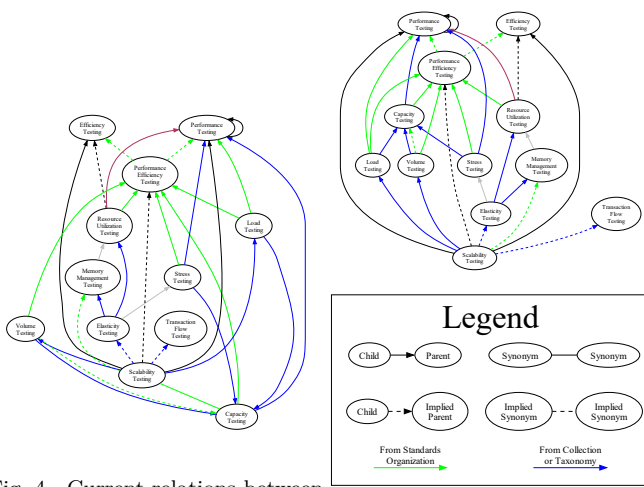 Efficiency
Testing
Performance
Testing
Performance
Efficiency
Testing
Resource
Utilization
Testing
Load
Testing
Memory
Management
Testing
Stress
Testing
Volume
Testing
Elasticity
Testing
Transaction
Flow
Testing
Scalability
Testing
Capacity
Testing
Performance
Testing
Efficiency
Testing
Performance
Efficiency
Testing
Capacity
Testing
Resource
Utilization
Testing
Load
Testing
Volume
Testing
Stress
Testing
Memory
Management
Testing
Elasticity
Testing
Transaction
Flow
Testing
Scalability
Testing
Legend
Child
Parent
Synonym
Synonym
Child
Implied
Parent
Implied
Synonym
Implied
Synonym
From Standards
Organization
From Collection
or Taxonomy
Fig. 4. Current relations between